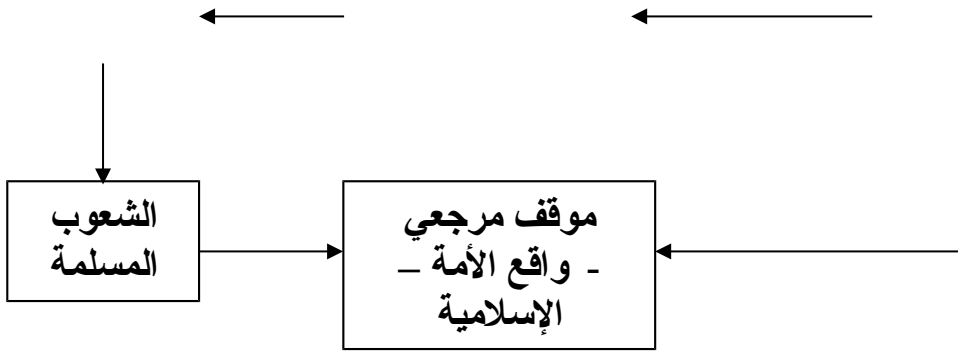 الشعوب
المسلمة
موقف مرجعي
- واقع الأمة –
الإسلامية